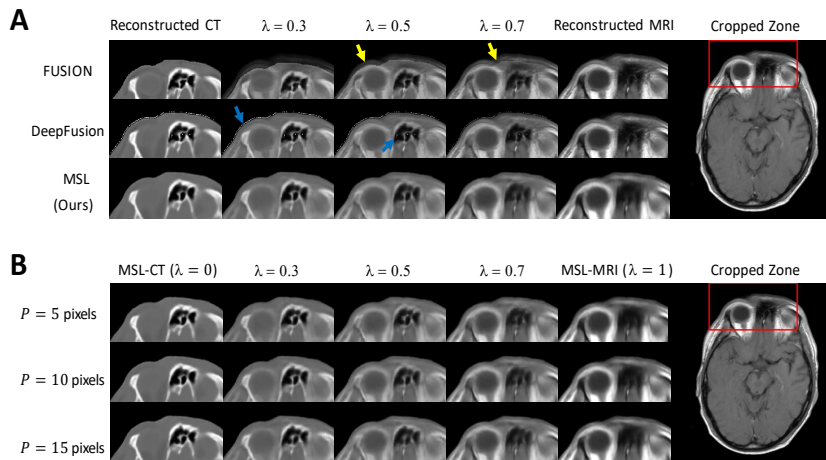 A
Reconstructed CT λ = 0.3 λ = 0.5 λ = 0.7 Reconstructed MRI Cropped Zone
FUSION
DeepFusion
MSL
(Ours)
B
MSL-CT (λ = 0) λ = 0.3 λ = 0.5 λ = 0.7 MSL-MRI (λ = 1) Cropped Zone
P = 5 pixels
P = 10 pixels
P = 15 pixels